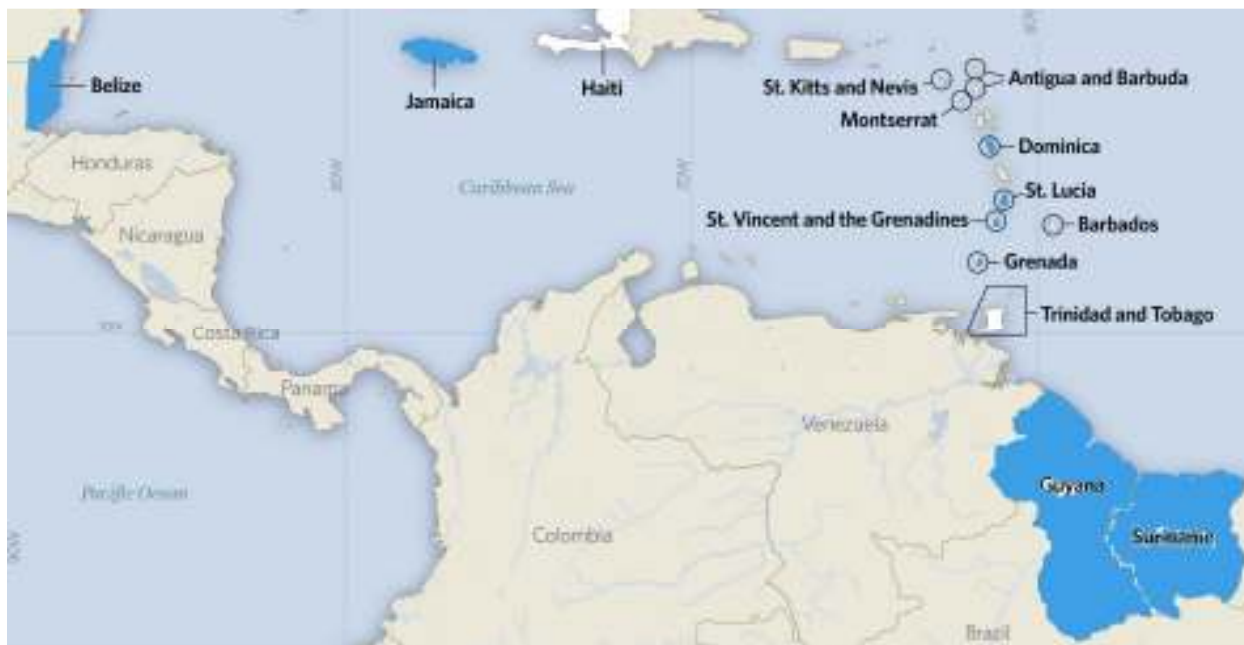 Belize
Jamaica
Haiti
St. Kitts and Nevis
Antigua and Barbuda
Montserrat
Dominica
Honduras
Caribbean Sea
St. Lucia
St. Vincent and the Grenadines
Barbados
Nicaragua
Grenada
Trinidad and Tobago
Costa Rica
Panama
Venezuela
Pacific Ocean
Guyana
Colombia
Suriname
Brazil